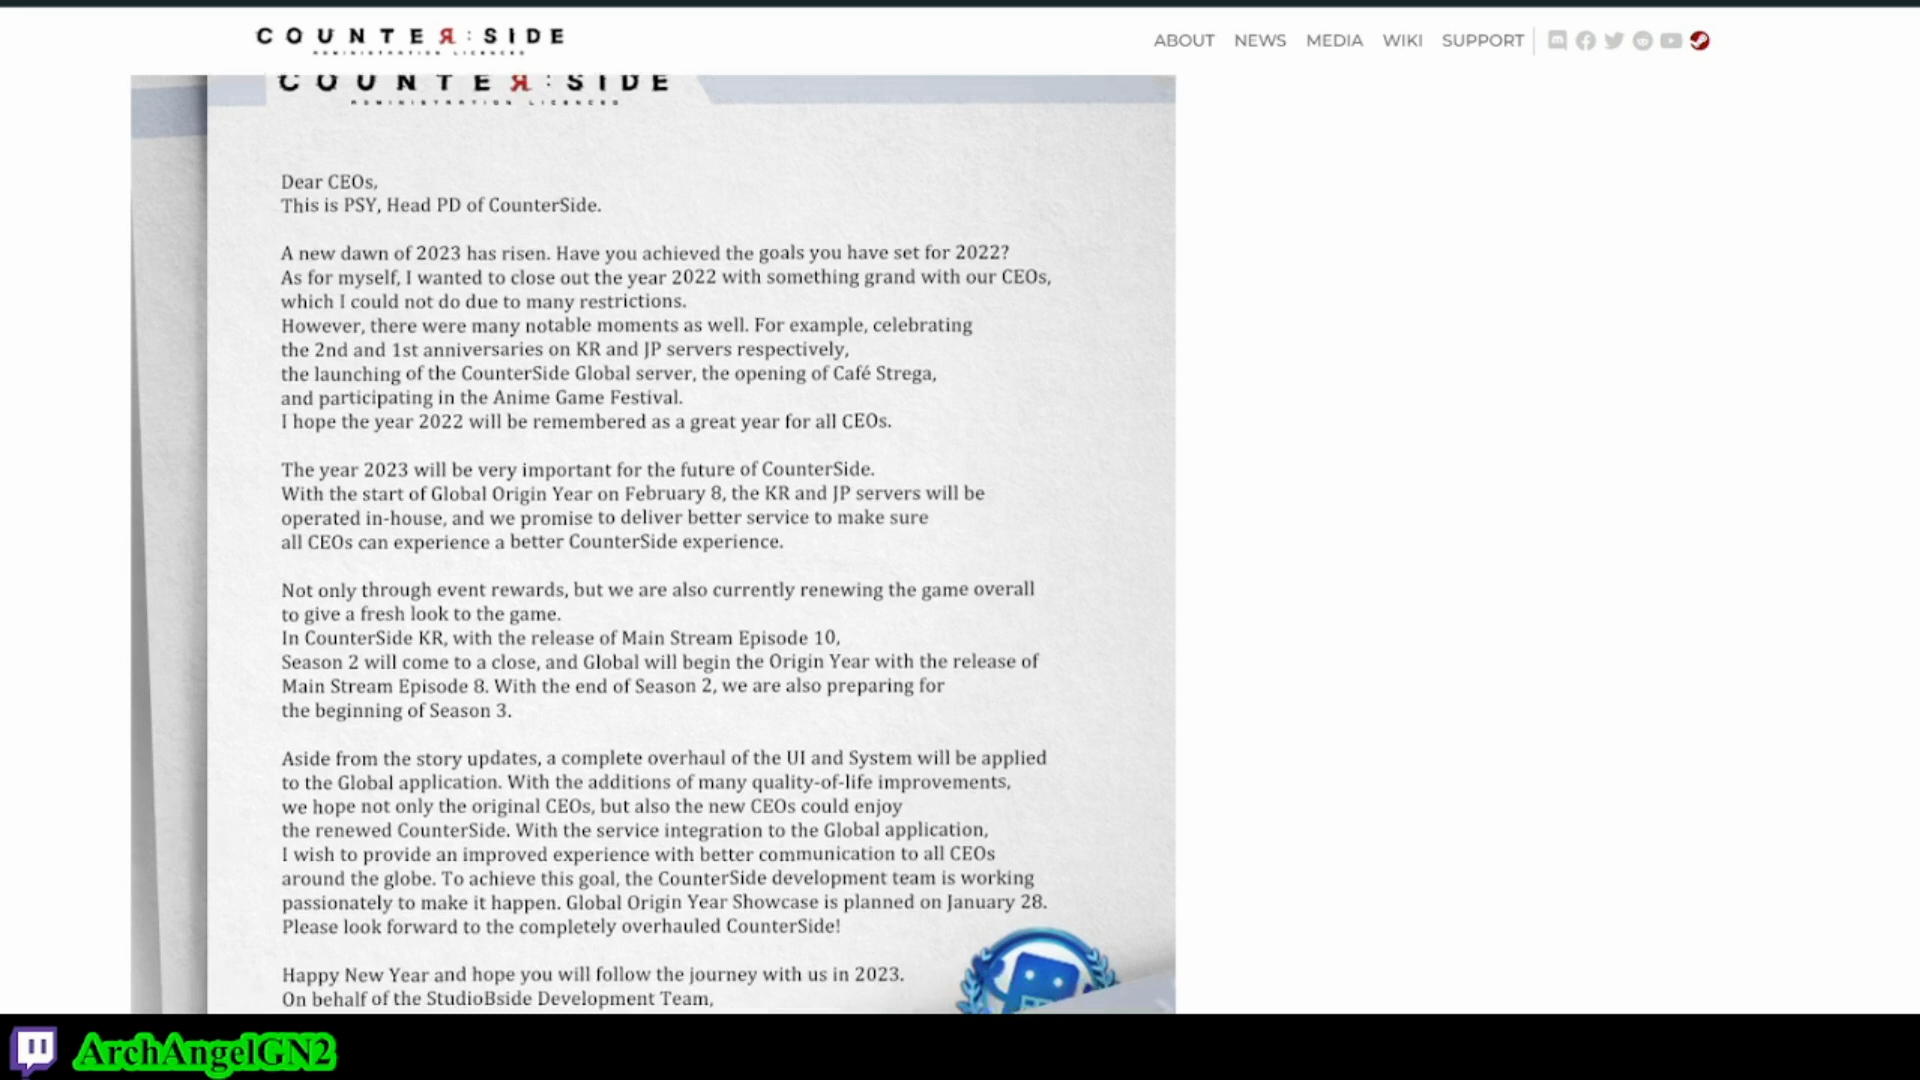 COUNTER:SIDE
ADMINISTRATION LICENCED
ABOUT NEWS MEDIA WIKI SUPPORT
COUNTER:SIDE
ADMINISTRATION LICENCED
Dear CEOs,
This is PSY, Head PD of CounterSide.
A new dawn of 2023 has risen. Have you achieved the goals you have set for 2022?
As for myself, I wanted to close out the year 2022 with something grand with our CEOs,
which I could not do due to many restrictions.
However, there were many notable moments as well. For example, celebrating
the 2nd and 1st anniversaries on KR and JP servers respectively,
the launching of the CounterSide Global server, the opening of Café Strega,
and participating in the Anime Game Festival.
I hope the year 2022 will be remembered as a great year for all CEOs.
The year 2023 will be very important for the future of CounterSide.
With the start of Global Origin Year on February 8, the KR and JP servers will be
operated in-house, and we promise to deliver better service to make sure
all CEOs can experience a better CounterSide experience.
Not only through event rewards, but we are also currently renewing the game overall
to give a fresh look to the game.
In CounterSide KR, with the release of Main Stream Episode 10,
Season 2 will come to a close, and Global will begin the Origin Year with the release of
Main Stream Episode 8. With the end of Season 2, we are also preparing for
the beginning of Season 3.
Aside from the story updates, a complete overhaul of the UI and System will be applied
to the Global application. With the additions of many quality-of-life improvements,
we hope not only the original CEOs, but also the new CEOs could enjoy
the renewed CounterSide. With the service integration to the Global application,
I wish to provide an improved experience with better communication to all CEOs
around the globe. To achieve this goal, the CounterSide development team is working
passionately to make it happen. Global Origin Year Showcase is planned on January 28.
Please look forward to the completely overhauled CounterSide!
Happy New Year and hope you will follow the journey with us in 2023.
On behalf of the StudioBside Development Team,
ArchAngelGN2